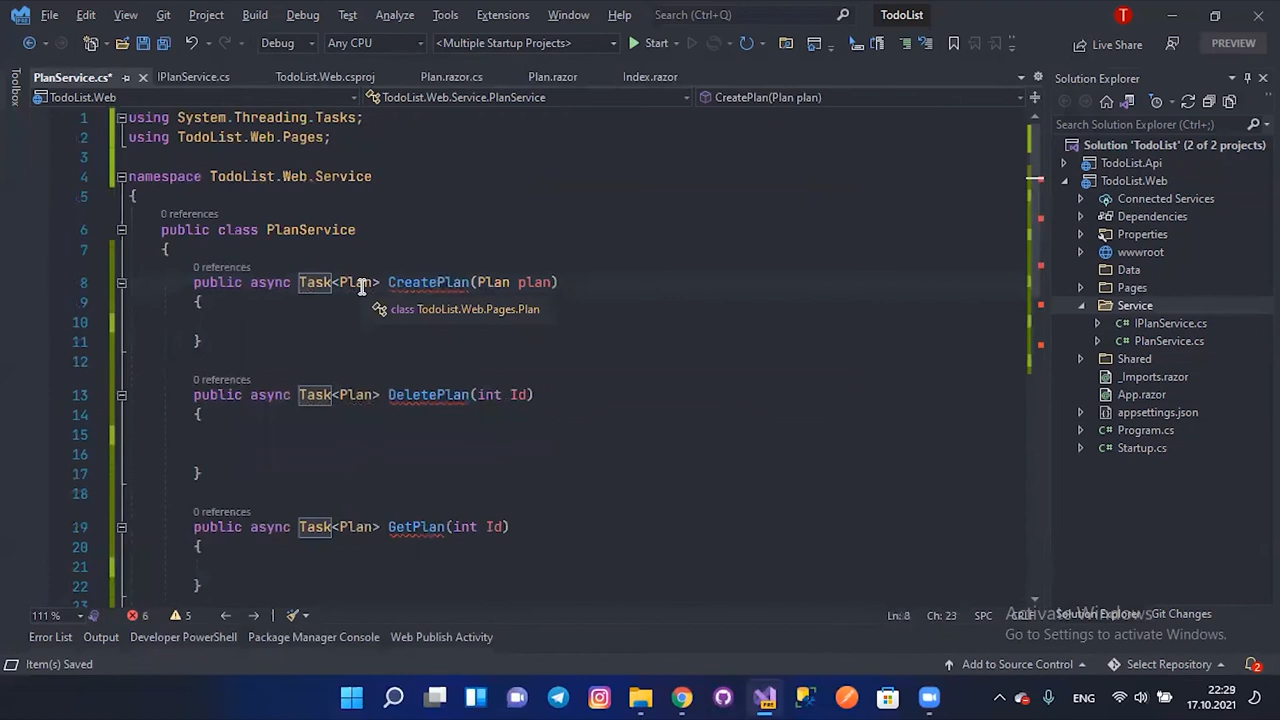 File Edit View Git Project Build Debug Test Analyze Tools Extensions Window Help Search (Ctrl+Q) TodoList T
Debug Any CPU <Multiple Startup Projects> Start Live Share PREVIEW
Toolbox
PlanService.cs* IPlanService.cs TodoList.Web.csproj Plan.razor.cs Plan.razor Index.razor
TodoList.Web TodoList.Web.Service.PlanService CreatePlan(Plan plan)
1 using System.Threading.Tasks;
2 using TodoList.Web.Pages;
3
4 namespace TodoList.Web.Service
5 {
0 references
6 public class PlanService
7 {
0 references
8 public async Task<Plan> CreatePlan(Plan plan)
9 {
class TodoList.Web.Pages.Plan
10
11 }
12
0 references
13 public async Task<Plan> DeletePlan(int Id)
14 {
15
16
17 }
18
0 references
19 public async Task<Plan> GetPlan(int Id)
20 {
21
22 }
23
111 % 6 5 Ln: 8 Ch: 23 SPC CRLF
Solution Explorer
Search Solution Explorer (Ctrl+;)
Solution 'TodoList' (2 of 2 projects)
TodoList.Api
TodoList.Web
Connected Services
Dependencies
Properties
wwwroot
Data
Pages
Service
IPlanService.cs
PlanService.cs
Shared
_Imports.razor
App.razor
appsettings.json
Program.cs
Startup.cs
Solution Explorer Git Changes
Activate Windows
Go to Settings to activate Windows.
Error List Output Developer PowerShell Package Manager Console Web Publish Activity
Item(s) Saved Add to Source Control Select Repository 2
ENG 22:29
17.10.2021